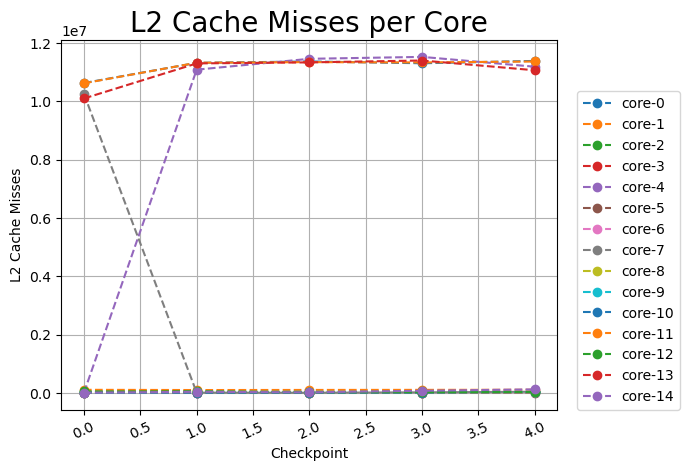 L2 Cache Misses per Core
1e7
1.2
1.0
0.8
0.6
0.4
0.2
0.0
L2 Cache Misses
0.0 0.5 1.0 1.5 2.0 2.5 3.0 3.5 4.0
Checkpoint
core-0
core-1
core-2
core-3
core-4
core-5
core-6
core-7
core-8
core-9
core-10
core-11
core-12
core-13
core-14